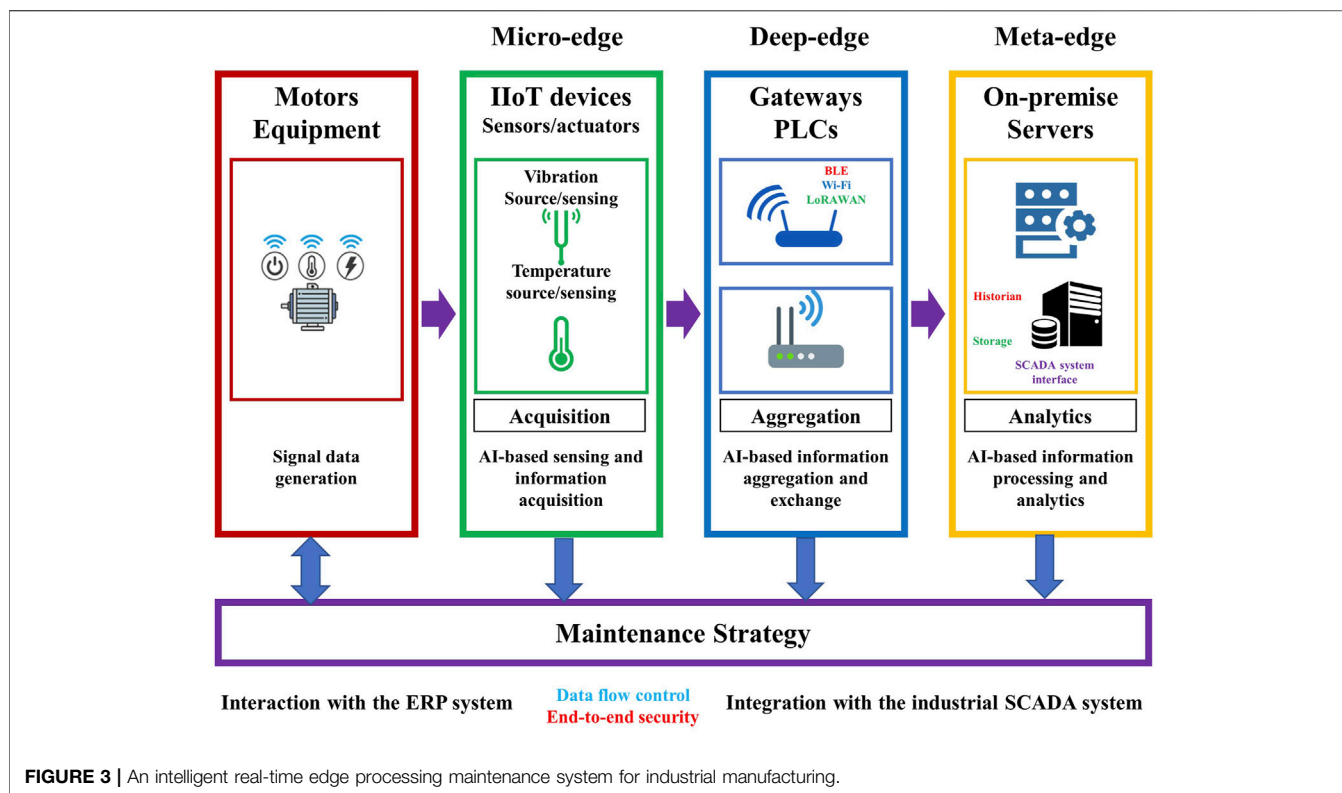 Micro-edge
Deep-edge
Meta-edge
Motors
Equipment
Signal data
generation
IIoT devices
Sensors/actuators
Vibration
Source/sensing
Temperature
source/sensing
Acquisition
AI-based sensing and
information
acquisition
Gateways
PLCs
BLE
Wi-Fi
LoRAWAN
Aggregation
AI-based information
aggregation and
exchange
On-premise
Servers
Historian
Storage
SCADA system
interface
Analytics
AI-based information
processing and
analytics
Maintenance Strategy
Interaction with the ERP system
Data flow control
End-to-end security
Integration with the industrial SCADA system
FIGURE 3 | An intelligent real-time edge processing maintenance system for industrial manufacturing.